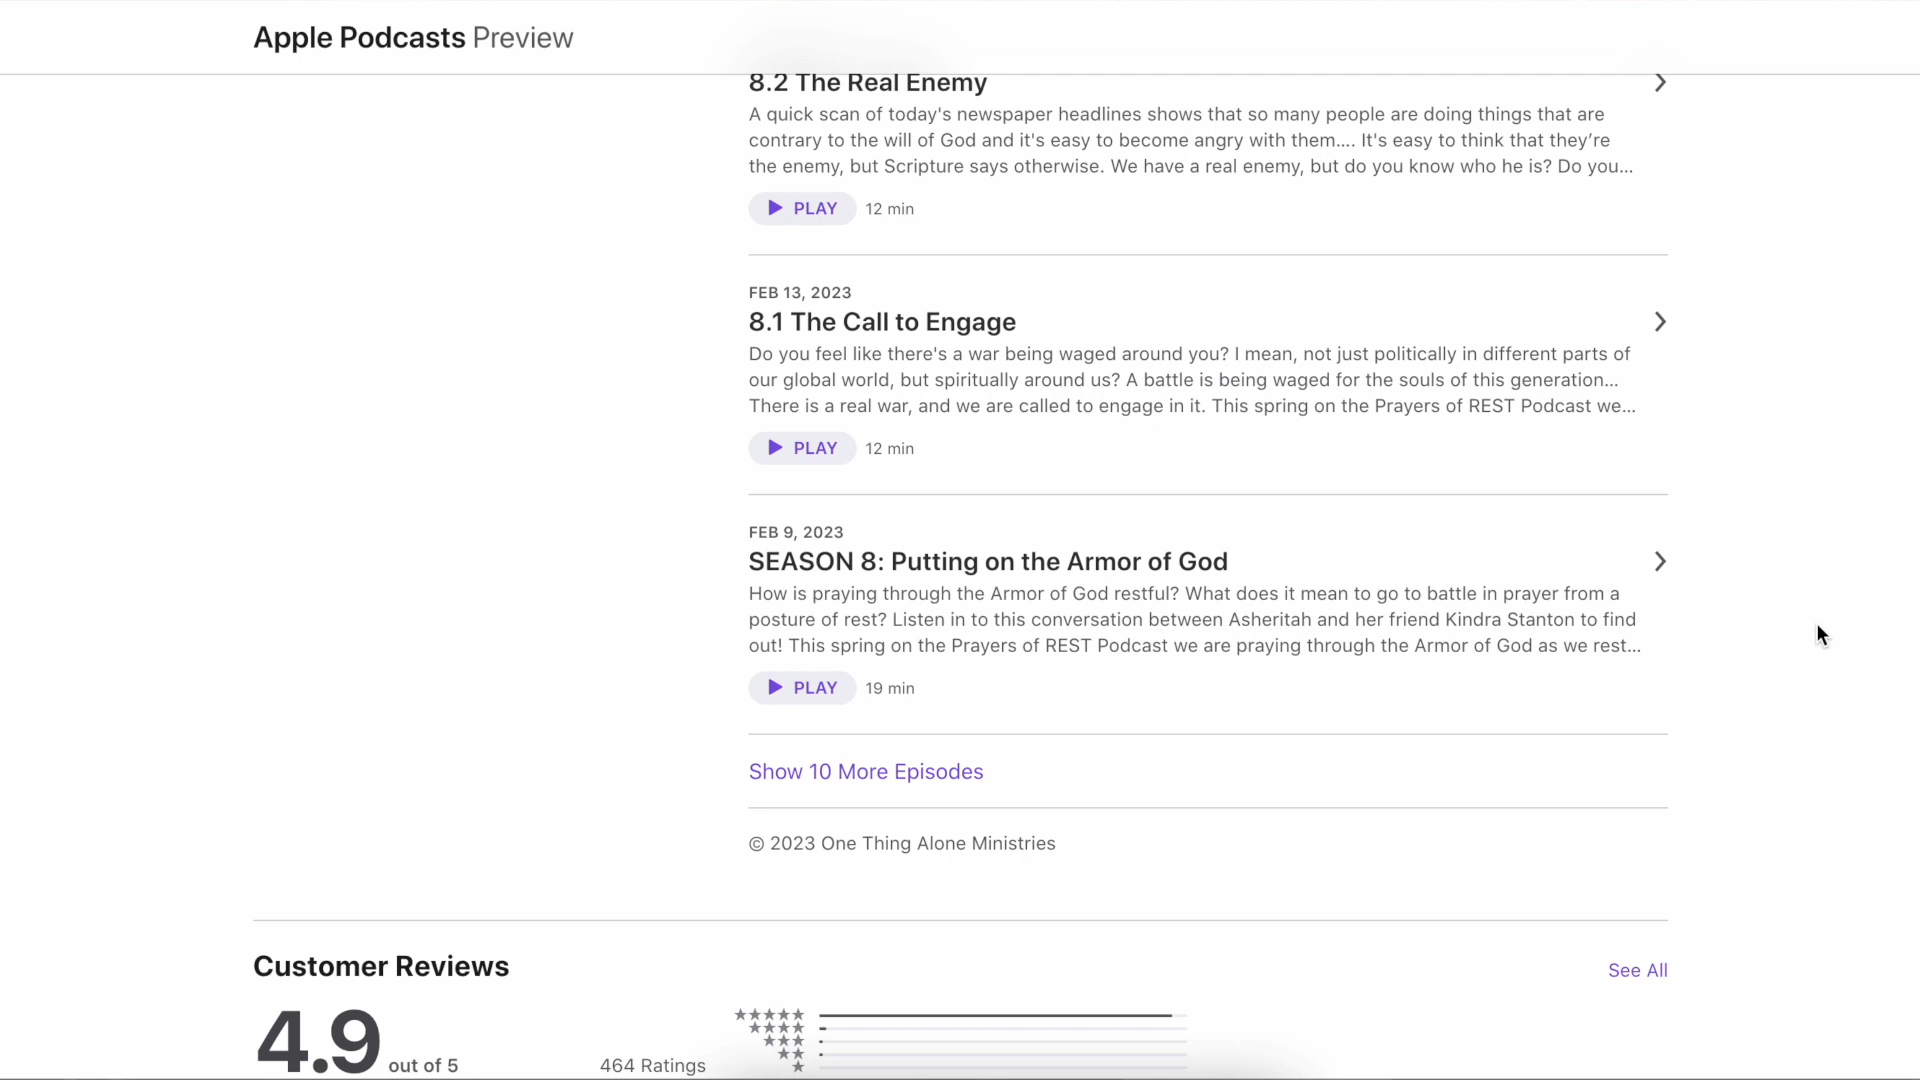 Apple Podcasts Preview
8.2 The Real Enemy
A quick scan of today's newspaper headlines shows that so many people are doing things that are
contrary to the will of God and it's easy to become angry with them.... It's easy to think that they’re
the enemy, but Scripture says otherwise. We have a real enemy, but do you know who he is? Do you...
PLAY 12 min
FEB 13, 2023
8.1 The Call to Engage
Do you feel like there's a war being waged around you? I mean, not just politically in different parts of
our global world, but spiritually around us? A battle is being waged for the souls of this generation...
There is a real war, and we are called to engage in it. This spring on the Prayers of REST Podcast we...
PLAY 12 min
FEB 9, 2023
SEASON 8: Putting on the Armor of God
How is praying through the Armor of God restful? What does it mean to go to battle in prayer from a
posture of rest? Listen in to this conversation between Asheritah and her friend Kindra Stanton to find
out! This spring on the Prayers of REST Podcast we are praying through the Armor of God as we rest...
PLAY 19 min
Show 10 More Episodes
© 2023 One Thing Alone Ministries
Customer Reviews See All
4.9 out of 5 464 Ratings